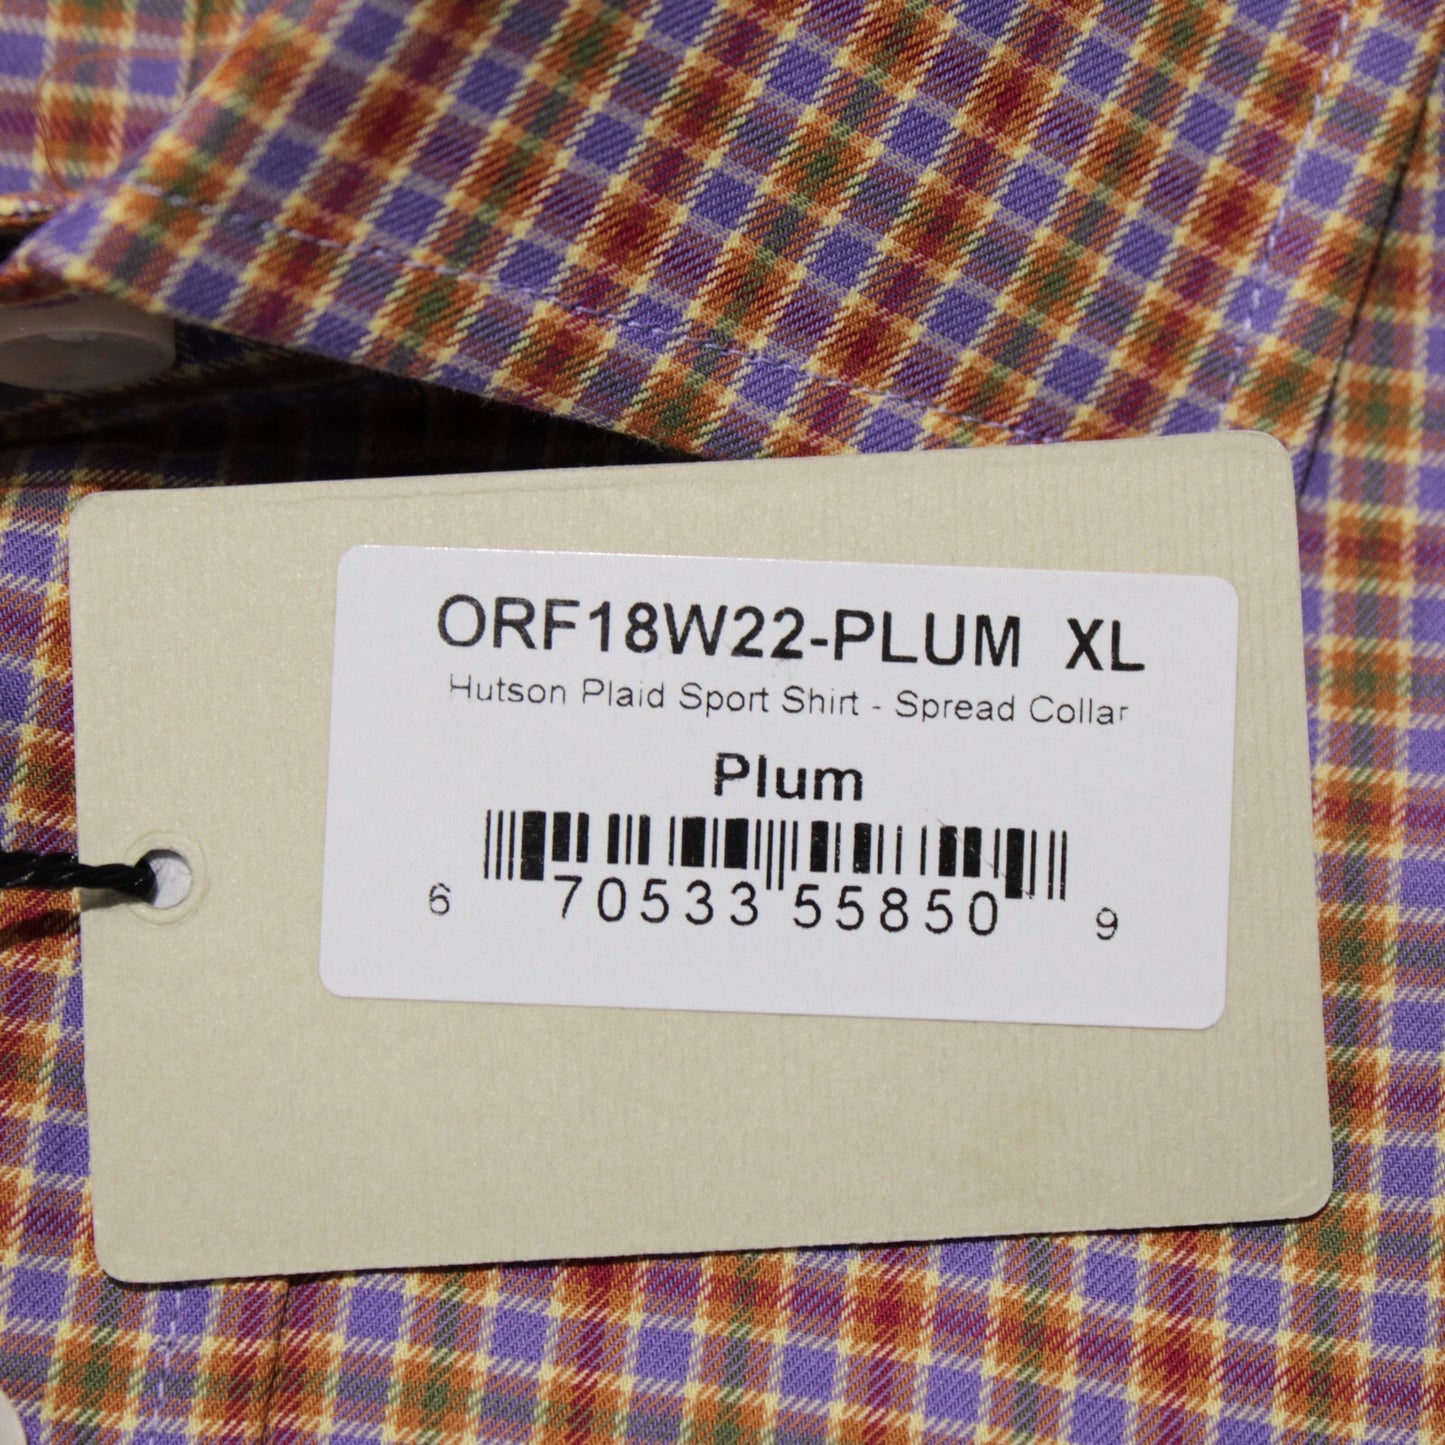 ORF18W22-PLUM XL
Hutson Plaid Sport Shirt - Spread Collar
Plum
6 70533 55850 9